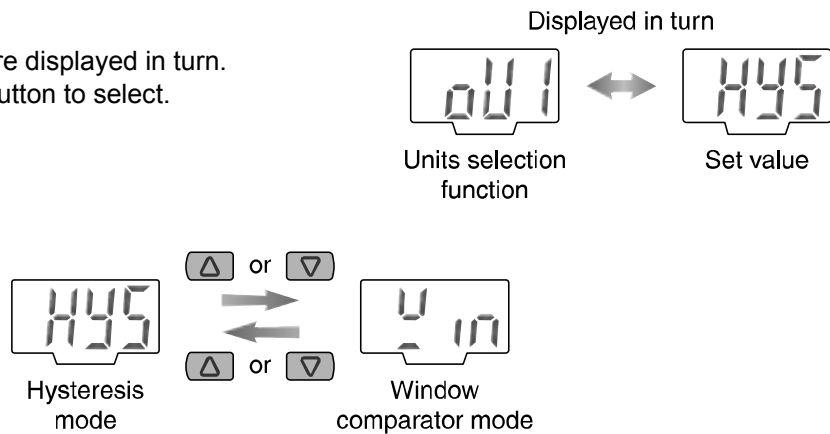 Displayed in turn
re displayed in turn.
utton to select.
oU1
HYS
Units selection
function
Set value
or
HYS
in
or
Hysteresis
mode
Window
comparator mode